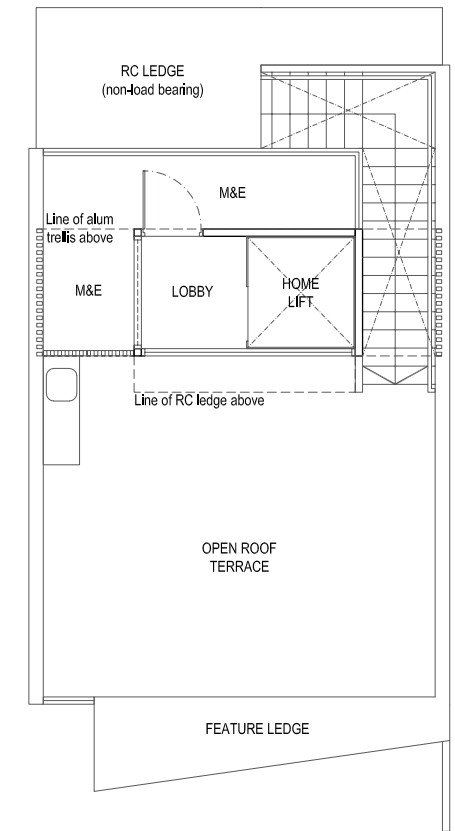 RC LEDGE
(non-load bearing)
M&E
Line of alum
trellis above
M&E
LOBBY
HOME
LIFT
Line of RC ledge above
OPEN ROOF
TERRACE
FEATURE LEDGE